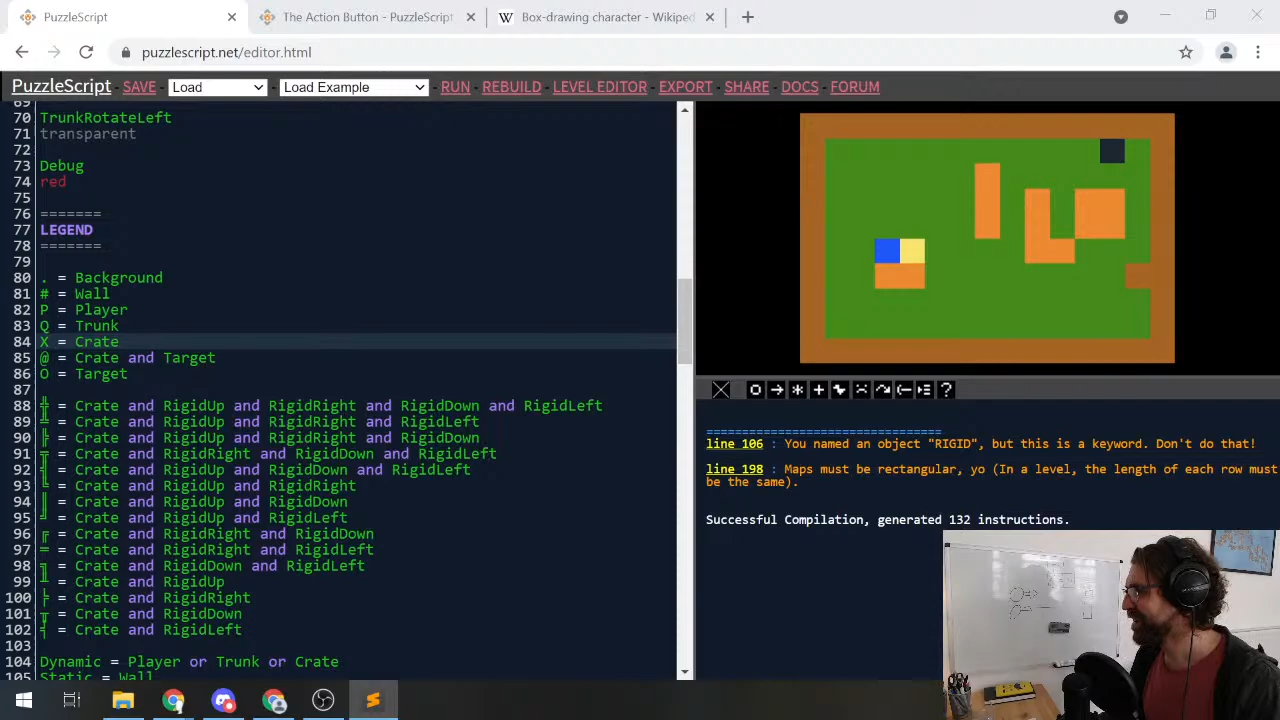 PuzzleScript
The Action Button - PuzzleScript
Box-drawing character - Wikiped
puzzlescript.net/editor.html
PuzzleScript - SAVE Load Load Example - RUN - REBUILD - LEVEL EDITOR - EXPORT - SHARE - DOCS - FORUM
69
70 TrunkRotateLeft
71 transparent
72
73 Debug
74 red
75
76 =======
77 LEGEND
78 =======
79
80 . = Background
81 # = Wall
82 P = Player
83 Q = Trunk
84 X = Crate
85 @ = Crate and Target
86 O = Target
87
88 ╬ = Crate and RigidUp and RigidRight and RigidDown and RigidLeft
89 ╩ = Crate and RigidUp and RigidRight and RigidLeft
90 ╠ = Crate and RigidUp and RigidRight and RigidDown
91 ╦ = Crate and RigidRight and RigidDown and RigidLeft
92 ╣ = Crate and RigidUp and RigidDown and RigidLeft
93 ╚ = Crate and RigidUp and RigidRight
94 ║ = Crate and RigidUp and RigidDown
95 ╝ = Crate and RigidUp and RigidLeft
96 ╔ = Crate and RigidRight and RigidDown
97 ═ = Crate and RigidRight and RigidLeft
98 ╗ = Crate and RigidDown and RigidLeft
99 ╨ = Crate and RigidUp
100 ╞ = Crate and RigidRight
101 ╥ = Crate and RigidDown
102 ╡ = Crate and RigidLeft
103
104 Dynamic = Player or Trunk or Crate
105 Static = Wall
=================================
line 106 : You named an object "RIGID", but this is a keyword. Don't do that!
line 198 : Maps must be rectangular, yo (In a level, the length of each row must
be the same).
Successful Compilation, generated 132 instructions.